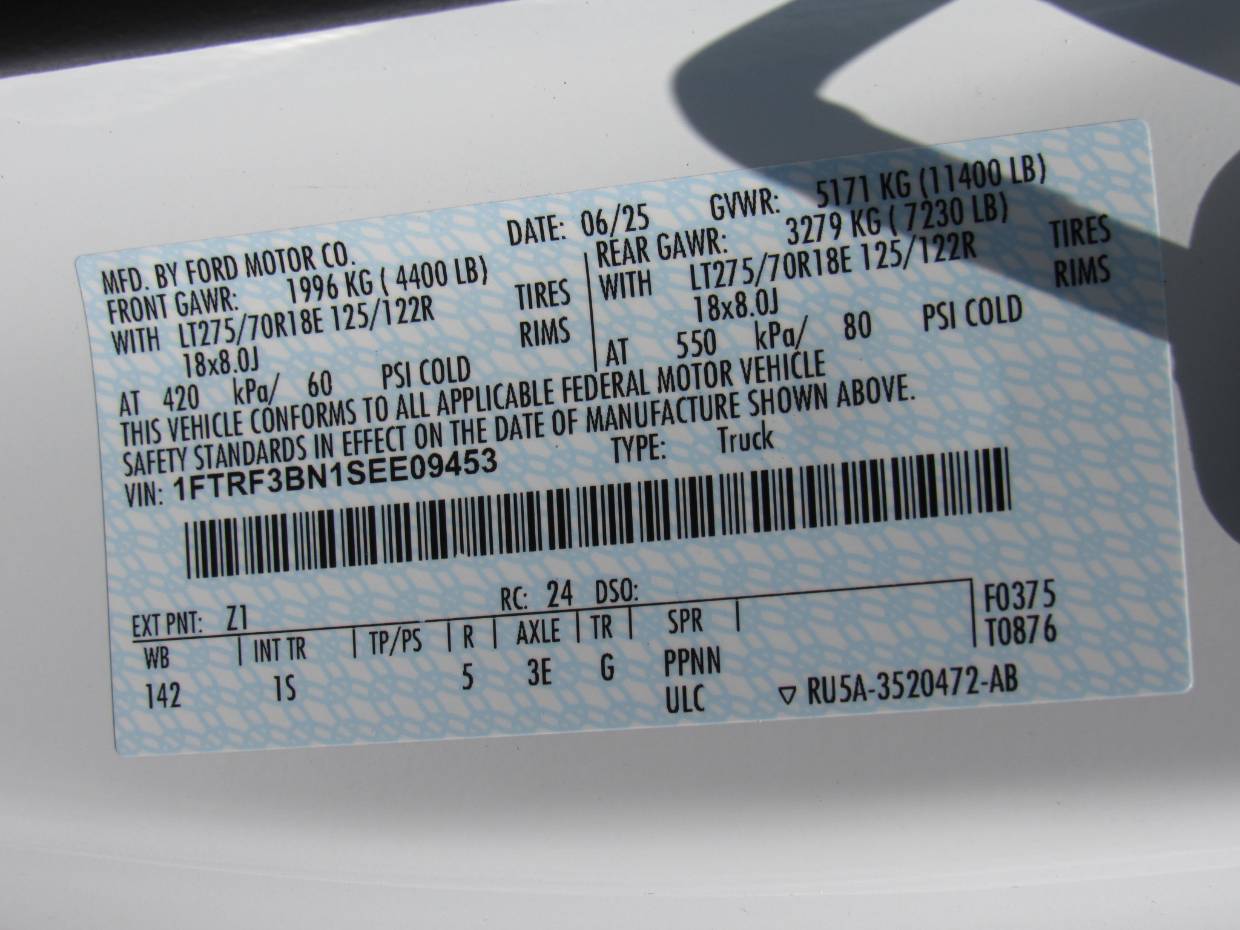 MFD. BY FORD MOTOR CO. DATE: 06/25 GVWR: 5171 KG (11400 LB)
FRONT GAWR: 1996 KG ( 4400 LB) REAR GAWR: 3279 KG ( 7230 LB)
WITH LT275/70R18E 125/122R TIRES WITH LT275/70R18E 125/122R TIRES
18x8.0J RIMS 18x8.0J RIMS
AT 420 kPa/ 60 PSI COLD AT 550 kPa/ 80 PSI COLD
THIS VEHICLE CONFORMS TO ALL APPLICABLE FEDERAL MOTOR VEHICLE
SAFETY STANDARDS IN EFFECT ON THE DATE OF MANUFACTURE SHOWN ABOVE.
VIN: 1FTRF3BN1SEE09453 TYPE: Truck
EXT PNT: Z1 RC: 24 DSO: F0375
WB INT TR TP/PS R AXLE TR SPR T0876
142 1S 5 3E G PPNN
ULC ▽ RU5A-3520472-AB